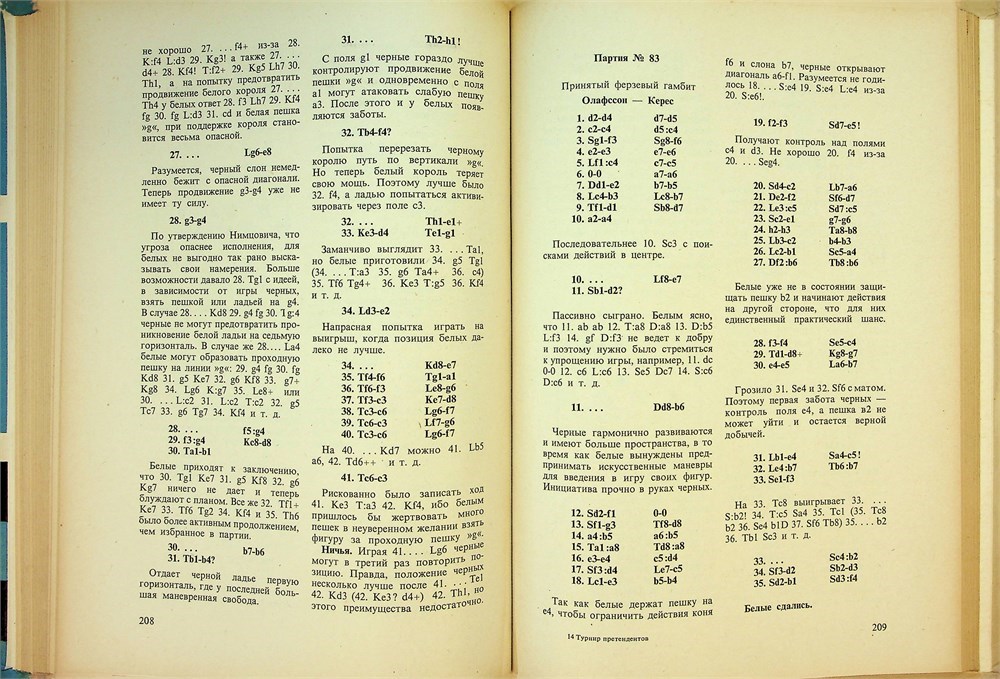 не хорошо 27. ...f4+ из-за 28.
K:f4 L:d3 29. Kg3! а также 27. ...
d4+ 28. Kf4! T:f2+ 29. Kg5 Lh7 30.
Th1, а на попытку предотвратить
продвижение белого короля 27. ...
Th4 у белых ответ 28. f3 Lh7 29. Kf4
fg 30. fg L:d3 31. cd и белая пешка
»g«, при поддержке короля стано-
вится весьма опасной.
27. ... Lg6-e8
Разумеется, черный слон немед-
ленно бежит с опасной диагонали.
Теперь продвижение g3-g4 уже не
имеет ту силу.
28. g3-g4
По утверждению Нимцовича, что
угроза опаснее исполнения, для
белых не выгодно так рано выска-
зывать свои намерения. Больше
возможности давало 28. Tg1 с идеей,
в зависимости от игры черных,
взять пешкой или ладьей на g4.
В случае 28.... Kd8 29. g4 fg 30. T:g4
черные не могут предотвратить про-
никновение белой ладьи на седьмую
горизонталь. В случае же 28.... La4
белые могут образовать проходную
пешку на линии »g«: 29. g4 fg 30. fg
Kd8 31. g5 Ke7 32. g6 Kf8 33. g7+
Kg8 34. Lg6 K:g7 35. Le8+ или
30. ...L:c2 31. L:c2 T:c2 32. g5
Tc7 33. g6 Tg7 34. Kf4 и т. д.
28. ... f5:g4
29. f3:g4 Ke8-d8
30. Ta1-b1
Белые приходят к заключению,
что 30. Tg1 Ke7 31. g5 Kf8 32. g6
Kg7 ничего не дает и теперь
блуждают с планом. Все же 32. Tf1+
Ke7 33. Tf6 Tg2 34. Kf4 и 35. Th6
было более активным продолжением,
чем избранное в партии.
30. ... b7-b6
31. Tb1-b4?
Отдает черной ладье первую
горизонталь, где у последней боль-
шая маневренная свобода.
208
31. ... Th2-h1!
С поля g1 черные гораздо лучше
контролируют продвижение белой
пешки »g« и одновременно с поля
a1 могут атаковать слабую пешку
a3. После этого и у белых появ-
ляются заботы.
32. Tb4-f4?
Попытка перерезать черному
королю путь по вертикали »g«.
Но теперь белый король теряет
свою мощь. Поэтому лучше было
32. f4, а ладью попытаться активи-
зировать через поле c3.
32. ... Th1-e1+
33. Ke3-d4 Te1-g1
Заманчиво выглядит 33. ...Ta1,
но белые приготовили 34. g5 Tg1
(34. ...T:a3 35. g6 Ta4+ 36. c4)
35. Tf6 Tg4+ 36. Ke3 T:g5 36. Kf4
и т. д.
34. Ld3-e2
Напрасная попытка играть на
выигрыш, когда позиция белых да-
леко не лучше.
34. ... Kd8-e7
35. Tf4-f6 Tg1-a1
36. Tf6-f3 Le8-g6
37. Tf3-c3 Ke7-d8
38. Tc3-c6 Lg6-f7
39. Tc6-c3 Lf7-g6
40. Tc3-c6 Lg6-f7
На 40. ...Kd7 можно 41. Lb5
a6, 42. Td6++ и т. д.
41. Tc6-c3
Рискованно было записать ход
41. Ke3 T:a3 42. Kf4, ибо белым
пришлось бы жертвовать много
пешек в неуверенном желании взять
фигуру за проходную пешку »g«.
Ничья. Играя 41.... Lg6 черные
могут в третий раз повторить по-
зицию. Правда, положение черных
несколько лучше после 41. ...Te1
42. Kd3 (42. Ke3? d4+) 42. Th1, но
этого преимущества недостаточно.
Партия № 83
Принятый ферзевый гамбит
Олафссон — Керес
1. d2-d4 d7-d5
2. c2-c4 d5:c4
3. Sg1-f3 Sg8-f6
4. e2-e3 e7-e6
5. Lf1:c4 c7-c5
6. 0-0 a7-a6
7. Dd1-e2 b7-b5
8. Lc4-b3 Lc8-b7
9. Tf1-d1 Sb8-d7
10. a2-a4
Последовательнее 10. Sc3 с пои-
сками действий в центре.
10. ... Lf8-e7
11. Sb1-d2?
Пассивно сыграно. Белым ясно,
что 11. ab ab 12. T:a8 D:a8 13. D:b5
L:f3 14. gf D:f3 не ведет к добру
и поэтому нужно было стремиться
к упрощению игры, например, 11. dc
0-0 12. c6 L:c6 13. Se5 Dc7 14. S:c6
D:c6 и т. д.
11. ... Dd8-b6
Черные гармонично развиваются
и имеют больше пространства, в то
время как белые вынуждены пред-
принимать искусственные маневры
для введения в игру своих фигур.
Инициатива прочно в руках черных.
12. Sd2-f1 0-0
13. Sf1-g3 Tf8-d8
14. a4:b5 a6:b5
15. Ta1:a8 Td8:a8
16. e3-e4 c5:d4
17. Sf3:d4 Le7-c5
18. Lc1-e3 b5-b4
Так как белые держат пешку на
e4, чтобы ограничить действия коня
14 Турнир претендентов
f6 и слона b7, черные открывают
диагональ a6-f1. Разумеется не годи-
лось 18. ...S:e4 19. S:e4 L:e4 из-за
20. S:e6!.
19. f2-f3 Sd7-e5!
Получают контроль над полями
c4 и d3. Не хорошо 20. f4 из-за
20. ...Seg4.
20. Sd4-c2 Lb7-a6
21. De2-f2 Sf6-d7
22. Le3:c5 Sd7:c5
23. Sc2-e1 g7-g6
24. h2-h3 Ta8-b8
25. Lb3-c2 b4-b3
26. Lc2-b1 Sc5-a4
27. Df2:b6 Tb8:b6
Белые уже не в состоянии защи-
щать пешку b2 и начинают действия
на другой стороне, что для них
единственный практический шанс.
28. f3-f4 Se5-c4
29. Td1-d8+ Kg8-g7
30. e4-e5 La6-b7
Грозило 31. Se4 и 32. Sf6 с матом.
Поэтому первая забота черных —
контроль поля e4, а пешка в2 не
может уйти и остается верной
добычей.
31. Lb1-e4 Sa4-c5!
32. Le4:b7 Tb6:b7
33. Se1-f3
На 33. Tc8 выигрывает 33. ...
S:b2! 34. T:c5 Sa4 35. Tc1 (35. Tc8
b2 36. Se4 b1D 37. Sf6 Tb8) 35. ...b2
36. Tb1 Sc3 и т. д.
33. ... Sc4:b2
34. Sf3-d2 Sb2-d3
35. Sd2-b1 Sd3:f4
Белые сдались.
209